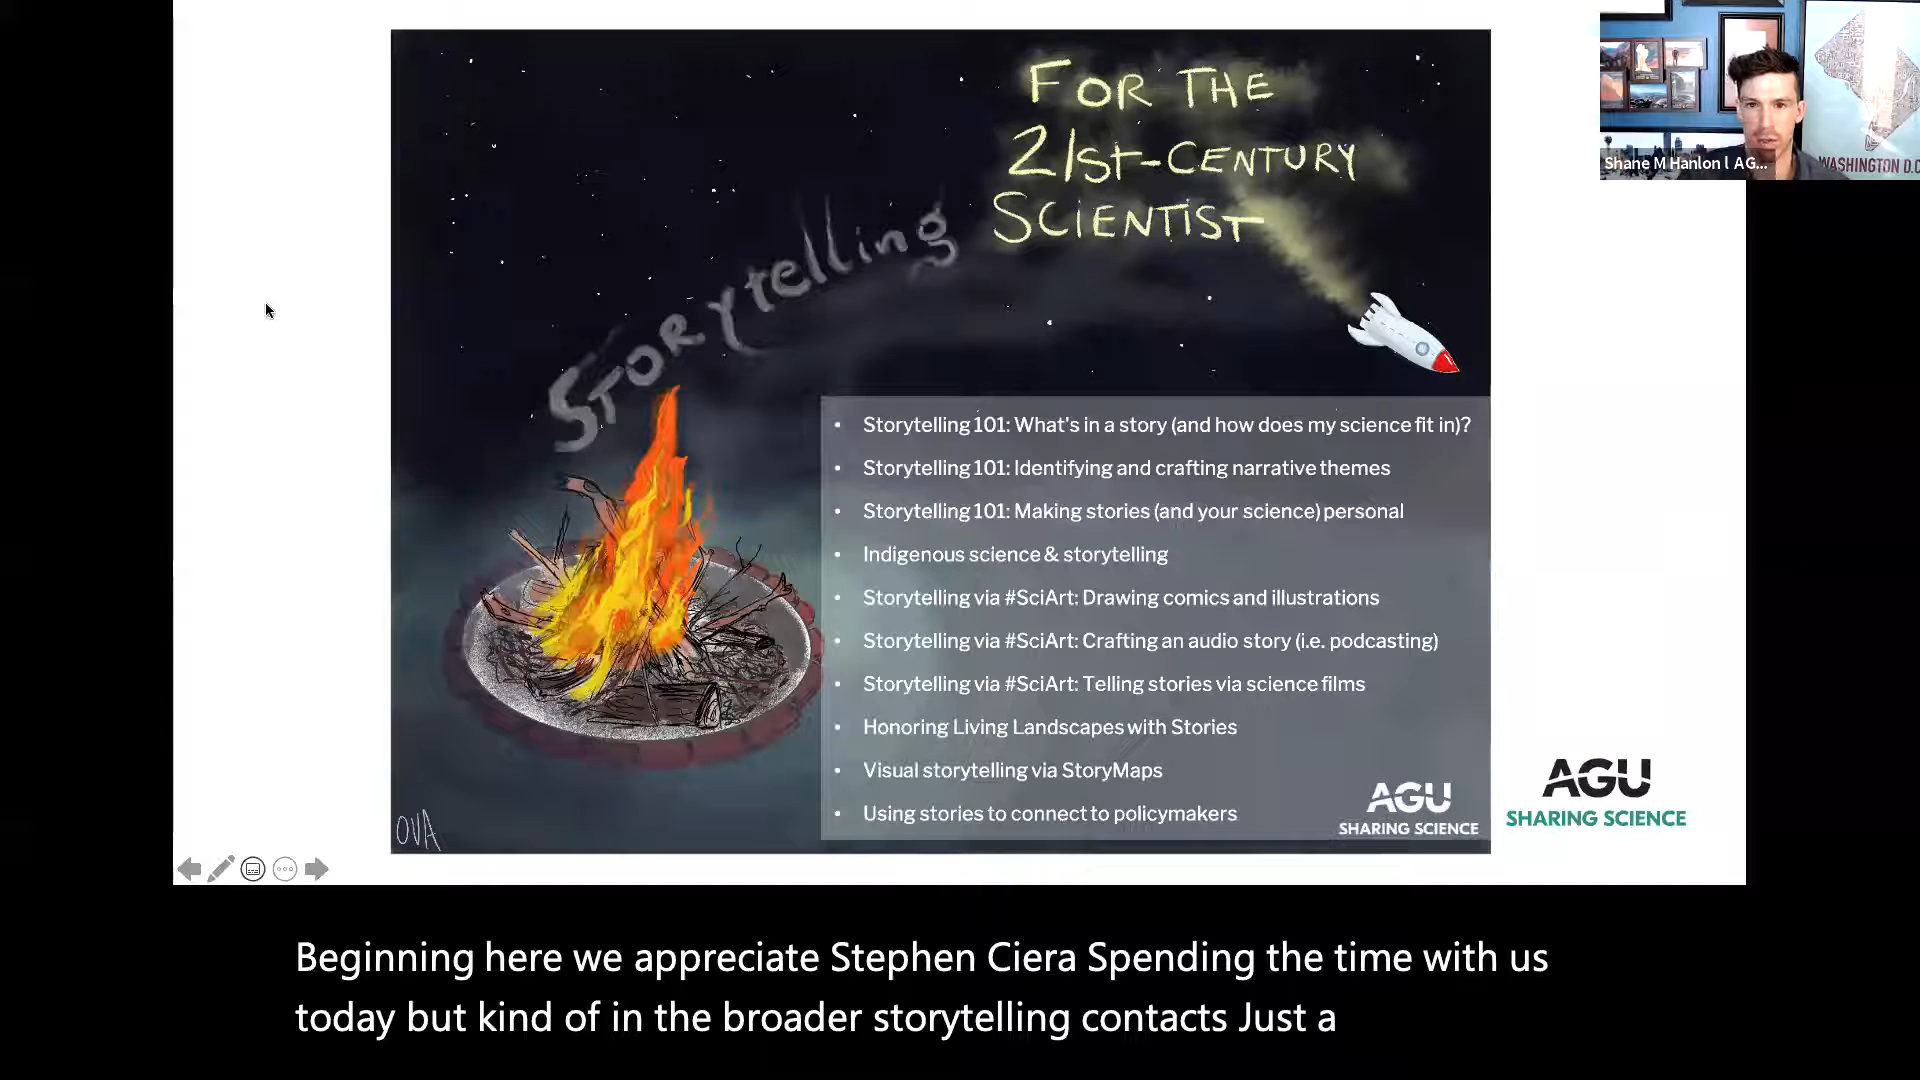 FOR THE
21st-CENTURY
SCIENTIST
Storytelling
• Storytelling 101: What's in a story (and how does my science fit in)?
• Storytelling 101: Identifying and crafting narrative themes
• Storytelling 101: Making stories (and your science) personal
• Indigenous science & storytelling
• Storytelling via #SciArt: Drawing comics and illustrations
• Storytelling via #SciArt: Crafting an audio story (i.e. podcasting)
• Storytelling via #SciArt: Telling stories via science films
• Honoring Living Landscapes with Stories
• Visual storytelling via StoryMaps
• Using stories to connect to policymakers
AGU
SHARING SCIENCE
AGU
SHARING SCIENCE
OVA
Shane M Hanlon l AG...
WASHINGTON D.C
Beginning here we appreciate Stephen Ciera Spending the time with us
today but kind of in the broader storytelling contacts Just a